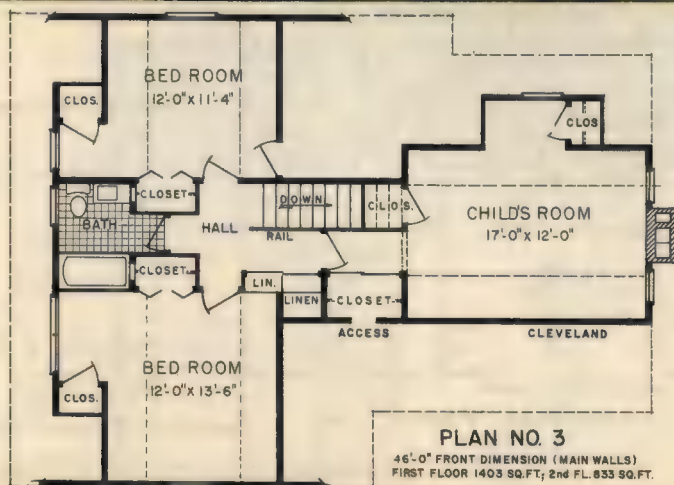 BED ROOM
12'-0" X 11'-4"
CLOS.
CLOS
CLOSET
DOWN
C.L.O.S.
BATH
HALL
RAIL
CHILD'S ROOM
17'-0" X 12'-0"
CLOSET
LIN.
LINEN
CLOSET
ACCESS
CLEVELAND
BED ROOM
12'-0" X 13'-6"
CLOS.
PLAN NO. 3
46'-0" FRONT DIMENSION (MAIN WALLS)
FIRST FLOOR 1403 SQ.FT.; 2nd FL. 833 SQ.FT.